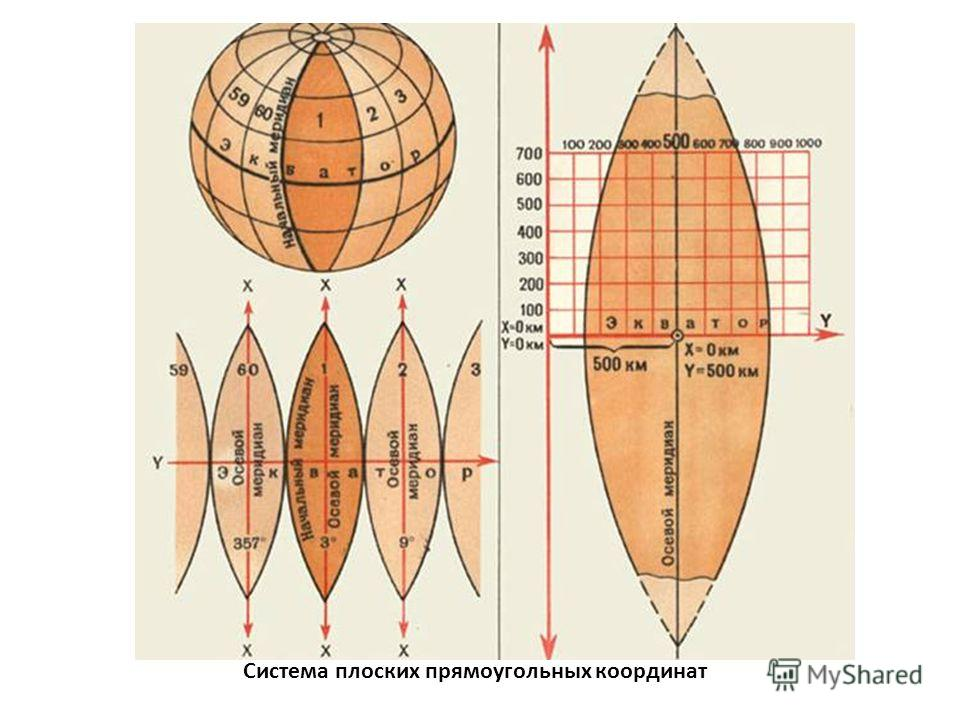 59 60 1 2 3
Начальный меридиан
Э к в а т о р
X X X
59 60 1 2 3
Осевой меридиан
Начальный меридиан
Осевой меридиан
Осевой меридиан
Y Э к в а т о р
357° 3° 9°
X X X
100 200 300 400 500 600 700 800 900 1000
700
600
500
400
300
200
100
X=0 км
Y=0 км
Э к в а т о р
Y
500 км
X=0 км
Y=500 км
Осевой меридиан
Система плоских прямоугольных координат
MyShared